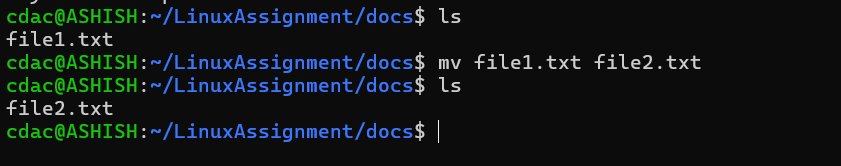 cdac@ASHISH:~/LinuxAssignment/docs$ ls
file1.txt
cdac@ASHISH:~/LinuxAssignment/docs$ mv file1.txt file2.txt
cdac@ASHISH:~/LinuxAssignment/docs$ ls
file2.txt
cdac@ASHISH:~/LinuxAssignment/docs$